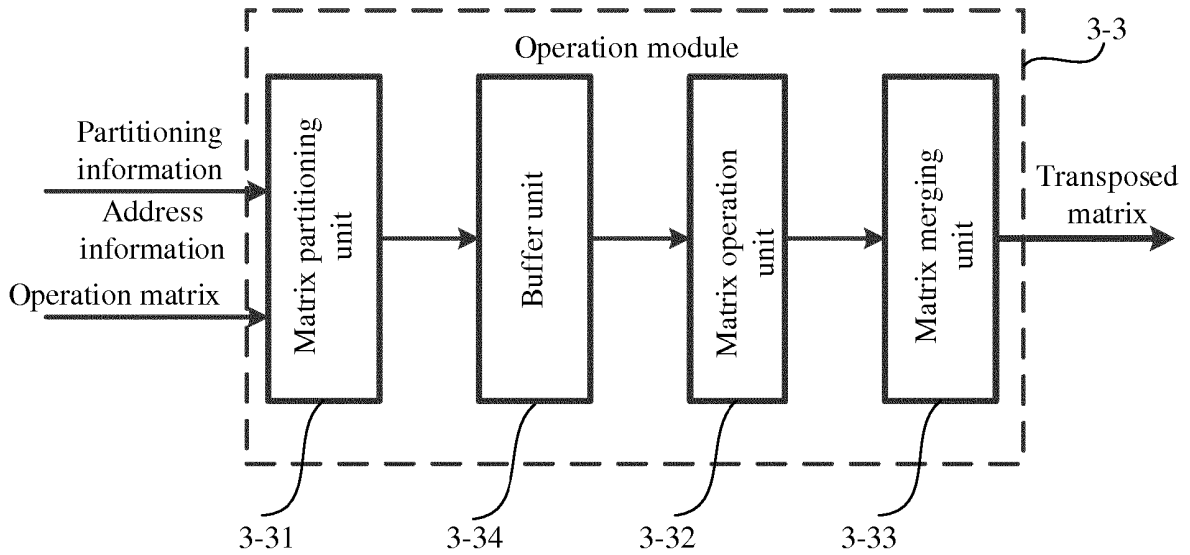 Operation module
3-3
Partitioning
information
Address
information
Operation matrix
Matrix partitioning
unit
Buffer unit
Matrix operation
unit
Matrix merging
unit
Transposed
matrix
3-31
3-34
3-32
3-33